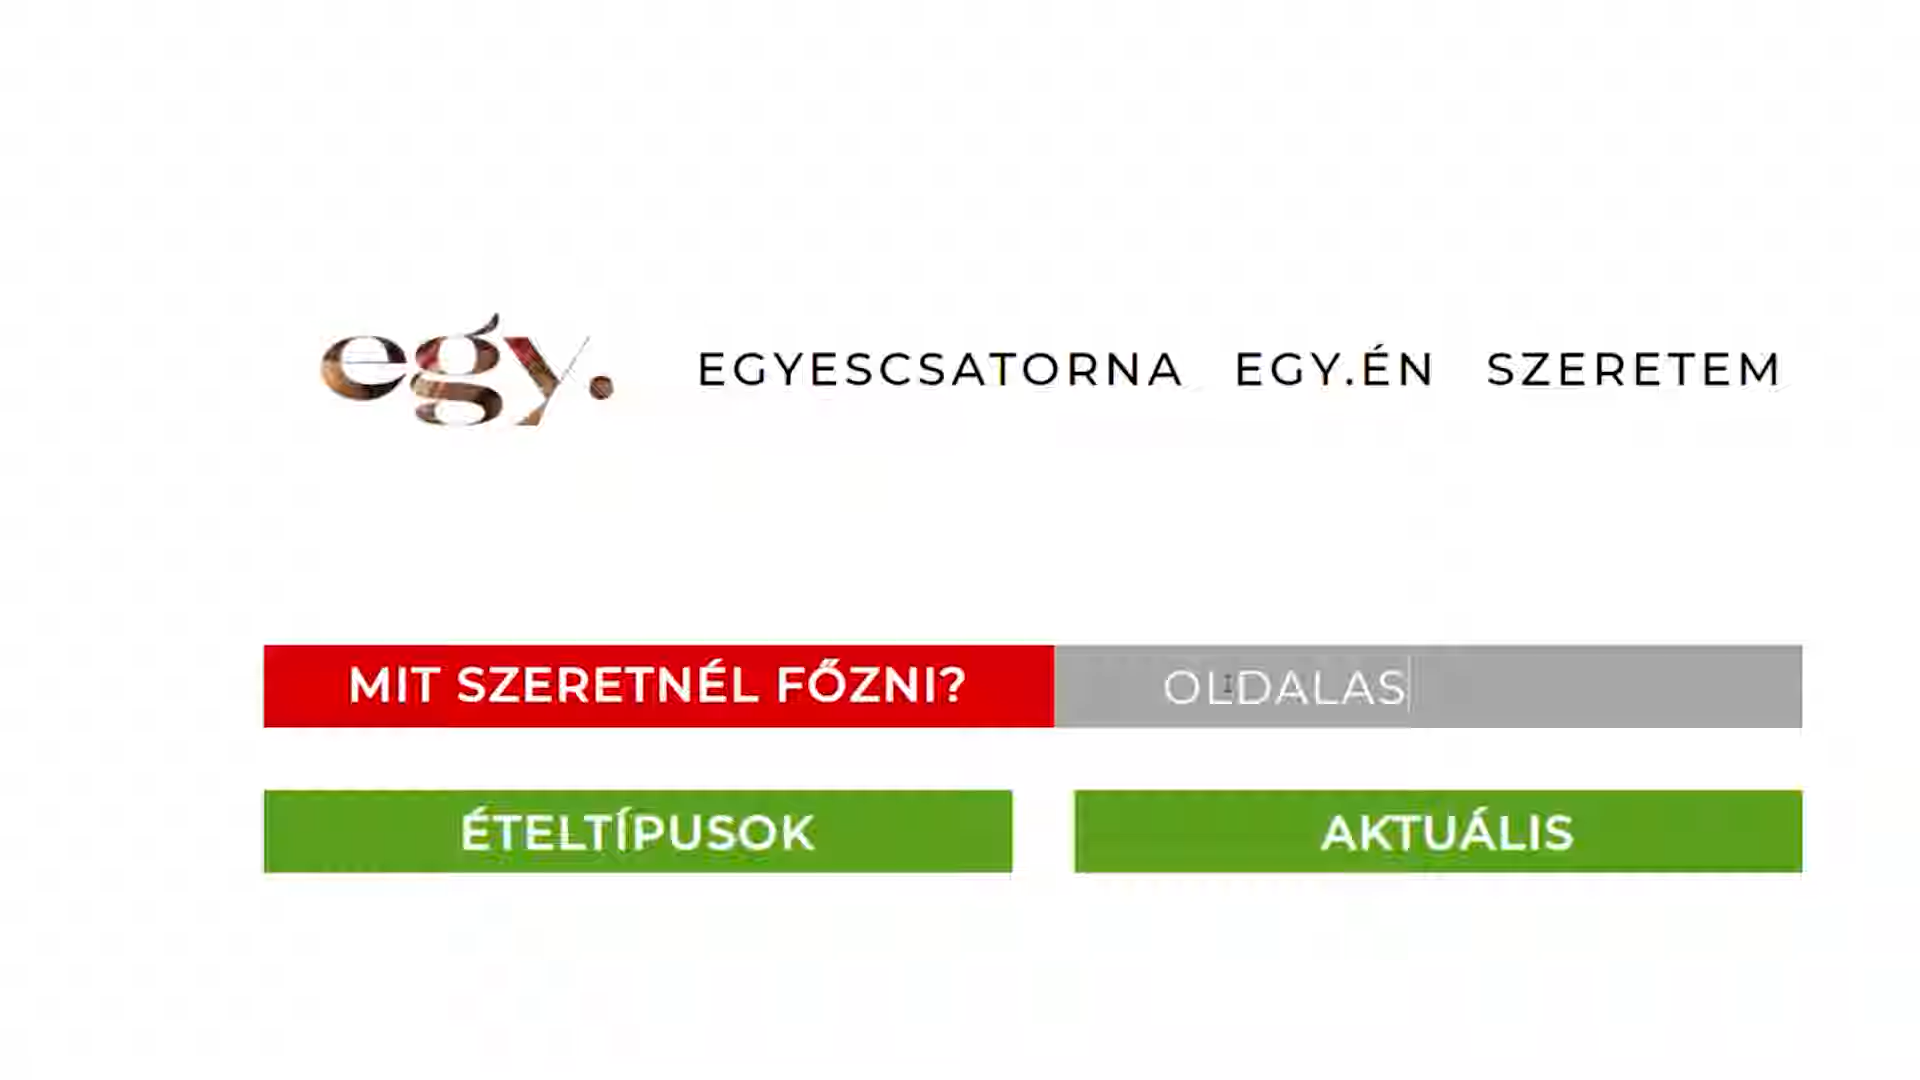 egy. EGYESCSATORNA EGY.ÉN SZERETEM
MIT SZERETNÉL FŐZNI? OLDALAS
ÉTELTÍPUSOK AKTUÁLIS